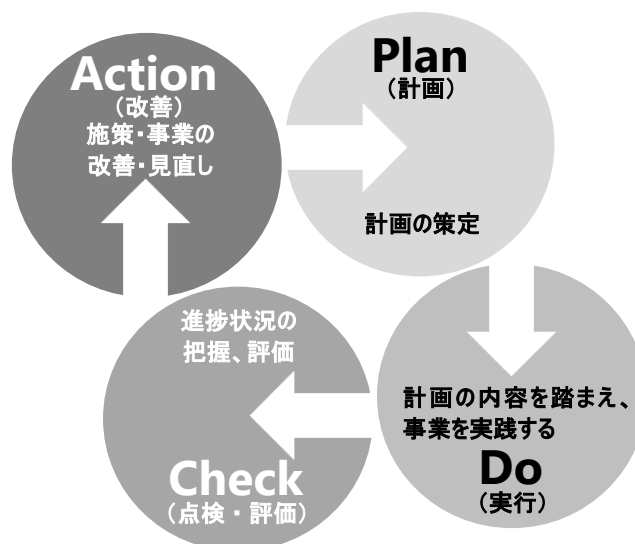 Plan
（計画）
計画の策定
計画の内容を踏まえ、
事業を実践する
Do
（実行）
進捗状況の
把握、評価
Check
（点検・評価）
Action
（改善）
施策・事業の
改善・見直し